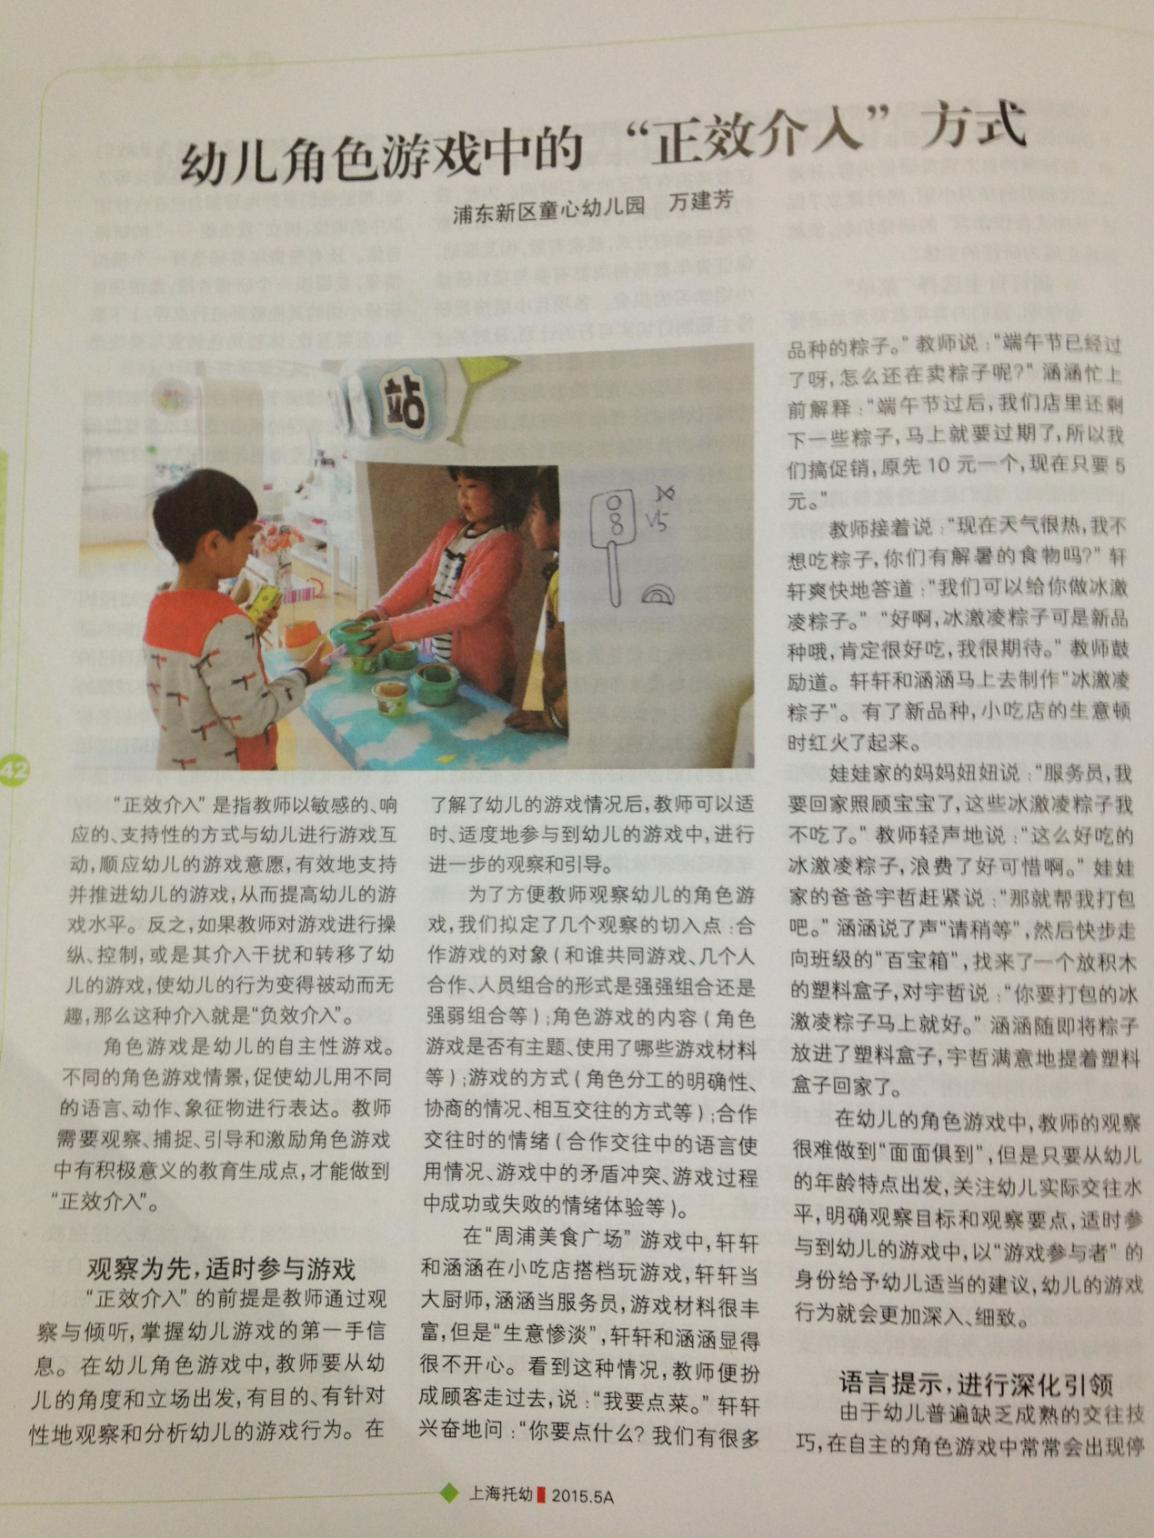 幼儿角色游戏中的 “正效介入” 方式
浦东新区童心幼儿园 万建芳
站
¥5
42
“正效介入” 是指教师以敏感的、响
应的、支持性的方式与幼儿进行游戏互
动,顺应幼儿的游戏意愿,有效地支持
并推进幼儿的游戏,从而提高幼儿的游
戏水平。反之,如果教师对游戏进行操
纵、控制,或是其介入干扰和转移了幼
儿的游戏,使幼儿的行为变得被动而无
趣,那么这种介入就是“负效介入”。
角色游戏是幼儿的自主性游戏。
不同的角色游戏情景,促使幼儿用不同
的语言、动作、象征物进行表达。教师
需要观察、捕捉、引导和激励角色游戏
中有积极意义的教育生成点,才能做到
“正效介入”。
观察为先,适时参与游戏
“正效介入” 的前提是教师通过观
察与倾听,掌握幼儿游戏的第一手信
息。在幼儿角色游戏中,教师要从幼
儿的角度和立场出发,有目的、有针对
性地观察和分析幼儿的游戏行为。在
了解了幼儿的游戏情况后,教师可以适
时、适度地参与到幼儿的游戏中,进行
进一步的观察和引导。
为了方便教师观察幼儿的角色游
戏,我们拟定了几个观察的切入点:合
作游戏的对象(和谁共同游戏、几个人
合作、人员组合的形式是强强组合还是
强弱组合等);角色游戏的内容(角色
游戏是否有主题、使用了哪些游戏材料
等);游戏的方式(角色分工的明确性、
协商的情况、相互交往的方式等);合作
交往时的情绪(合作交往中的语言使
用情况、游戏中的矛盾冲突、游戏过程
中成功或失败的情绪体验等)。
在“周浦美食广场” 游戏中,轩轩
和涵涵在小吃店搭档玩游戏,轩轩当
大厨师,涵涵当服务员,游戏材料很丰
富,但是“生意惨淡”,轩轩和涵涵显得
很不开心。看到这种情况,教师便扮
成顾客走过去,说:“我要点菜。” 轩轩
兴奋地问:“你要点什么? 我们有很多
品种的粽子。” 教师说:“端午节已经过
了呀,怎么还在卖粽子呢?” 涵涵忙上
前解释:“端午节过后,我们店里还剩
下一些粽子,马上就要过期了,所以我
们搞促销,原先 10 元一个,现在只要 5
元。”
教师接着说:“现在天气很热,我不
想吃粽子,你们有解暑的食物吗?” 轩
轩爽快地答道:“我们可以给你做冰激
凌粽子。” “好啊,冰激凌粽子可是新品
种哦,肯定很好吃,我很期待。” 教师鼓
励道。轩轩和涵涵马上去制作“冰激凌
粽子”。有了新品种,小吃店的生意顿
时红火了起来。
娃娃家的妈妈妞妞说:“服务员,我
要回家照顾宝宝了,这些冰激凌粽子我
不吃了。” 教师轻声地说:“这么好吃的
冰激凌粽子,浪费了好可惜啊。” 娃娃
家的爸爸宇哲赶紧说:“那就帮我打包
吧。” 涵涵说了声“请稍等”,然后快步走
向班级的“百宝箱”,找来了一个放积木
的塑料盒子,对宇哲说:“你要打包的冰
激凌粽子马上就好。” 涵涵随即将粽子
放进了塑料盒子,宇哲满意地提着塑料
盒子回家了。
在幼儿的角色游戏中,教师的观察
很难做到“面面俱到”,但是只要从幼儿
的年龄特点出发,关注幼儿实际交往水
平,明确观察目标和观察要点,适时参
与到幼儿的游戏中,以“游戏参与者” 的
身份给予幼儿适当的建议,幼儿的游戏
行为就会更加深入、细致。
语言提示,进行深化引领
由于幼儿普遍缺乏成熟的交往技
巧,在自主的角色游戏中常常会出现停
上海托幼 2015.5A